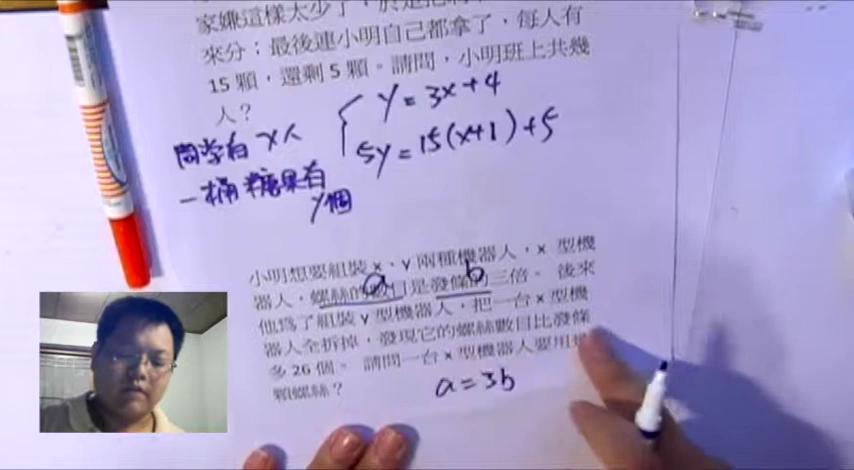 家嫌這樣太少了，於是把
來分；最後連小明自己都拿了，每人有
15 顆，還剩 5 顆。請問，小明班上共幾
人？
y = 3x+4
5y = 15(x+1)+5
同学有 x人
一桶糖果有
y個
小明想要組裝 x、y 兩種機器人，x 型機
a b
器人，螺絲的數目是發條的三倍。 後來
他為了組裝 y 型機器人，把一台 x 型機
器人全拆掉，發現它的螺絲數目比發條
多 26 個。 請問一台 x 型機器人要用
顆螺絲？
a=3b